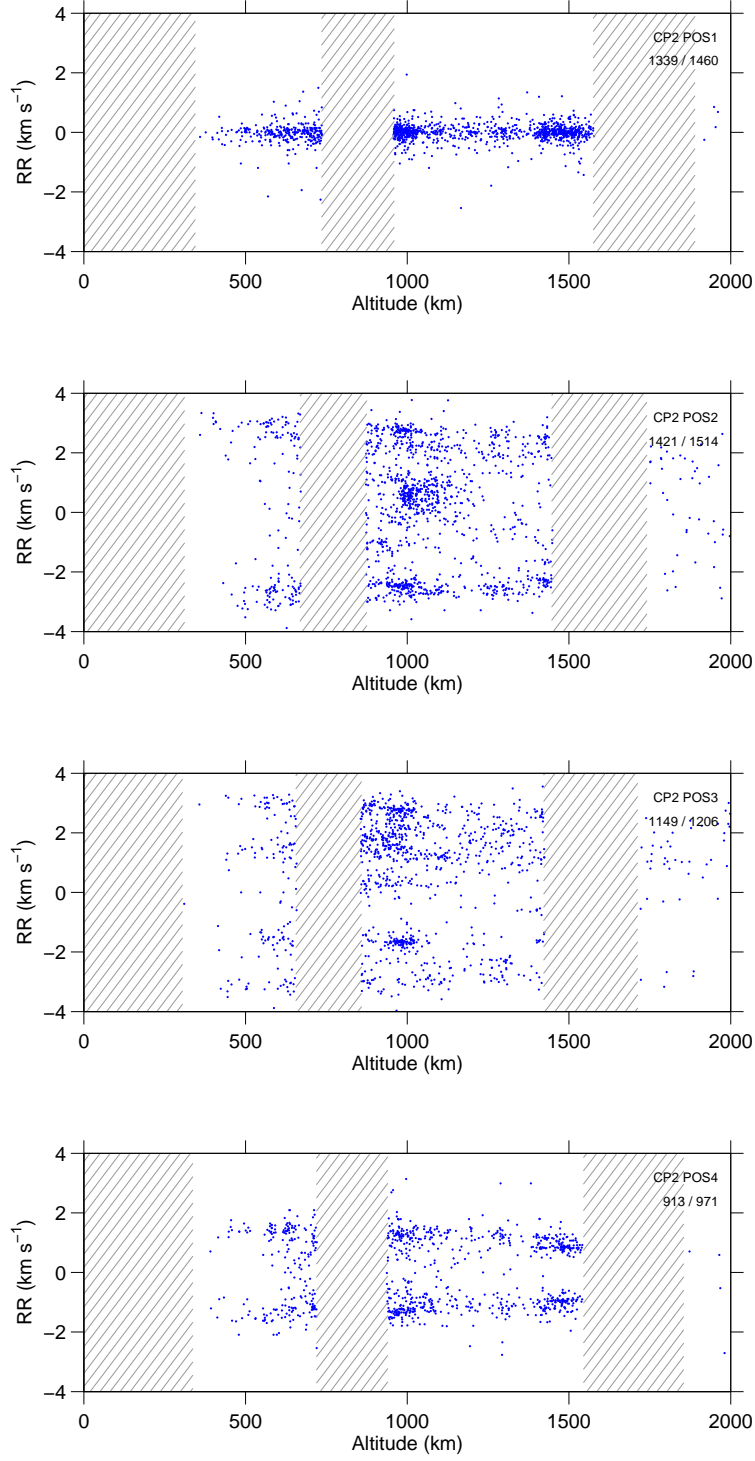 4
2
0
−2
−4
RR (km s−1)
CP2 POS1
1339 / 1460
0
500
1000
1500
2000
Altitude (km)
4
2
0
−2
−4
RR (km s−1)
CP2 POS2
1421 / 1514
0
500
1000
1500
2000
Altitude (km)
4
2
0
−2
−4
RR (km s−1)
CP2 POS3
1149 / 1206
0
500
1000
1500
2000
Altitude (km)
4
2
0
−2
−4
RR (km s−1)
CP2 POS4
913 / 971
0
500
1000
1500
2000
Altitude (km)